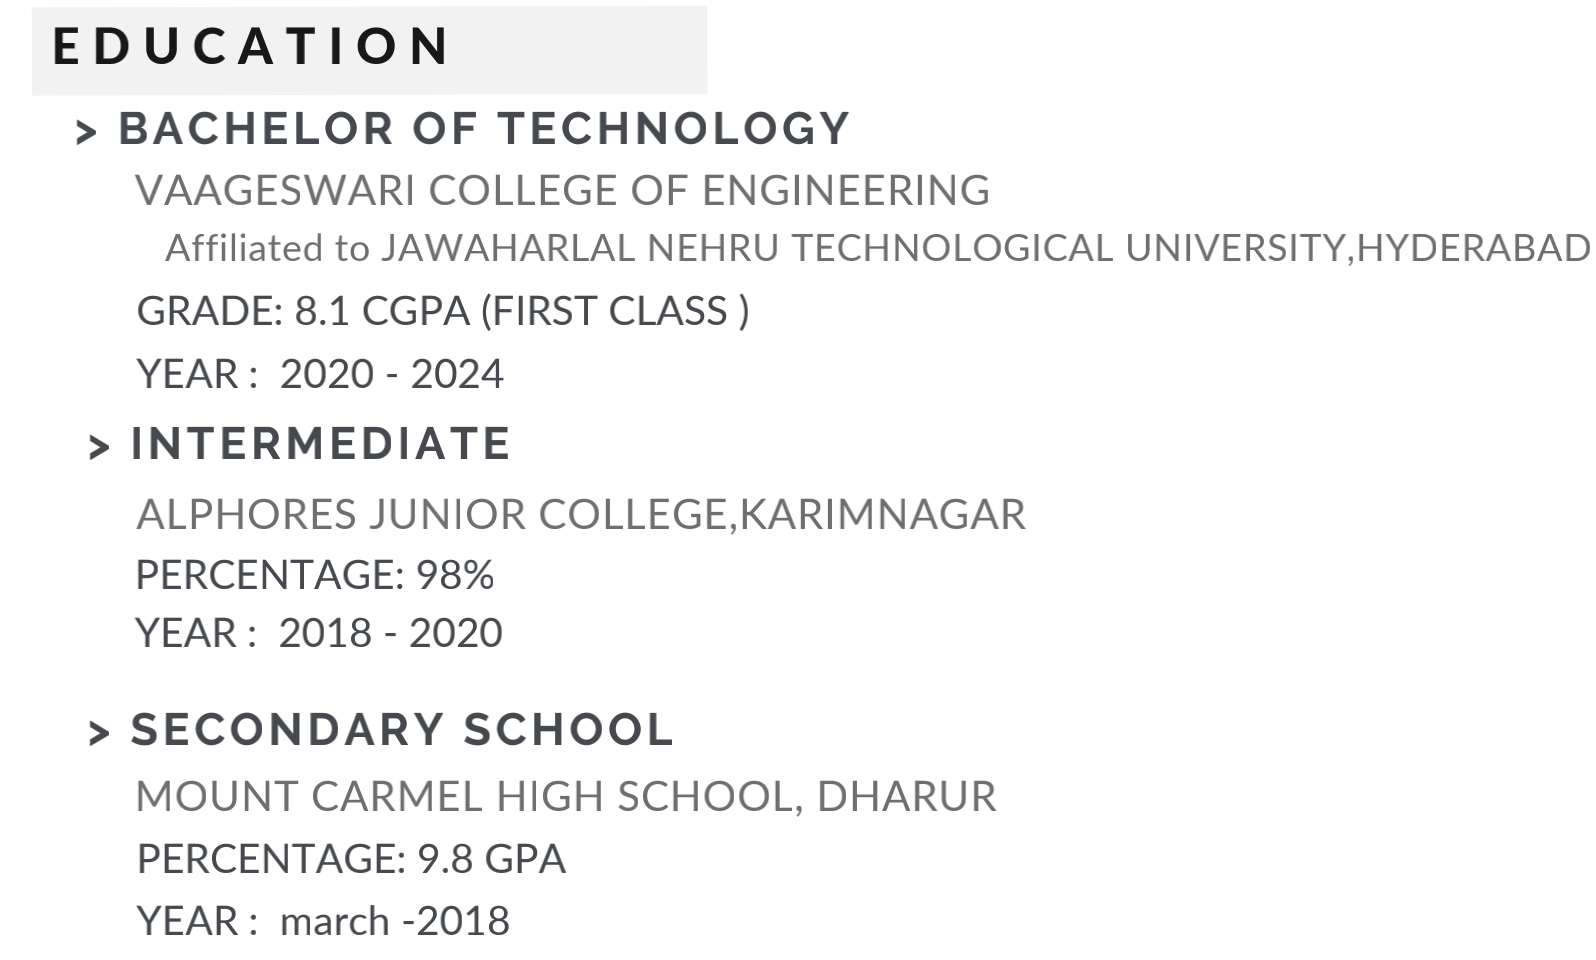 EDUCATION
> BACHELOR OF TECHNOLOGY
VAAGESWARI COLLEGE OF ENGINEERING
Affiliated to JAWAHARLAL NEHRU TECHNOLOGICAL UNIVERSITY,HYDERABAD
GRADE: 8.1 CGPA (FIRST CLASS )
YEAR :  2020 - 2024
> INTERMEDIATE
ALPHORES JUNIOR COLLEGE,KARIMNAGAR
PERCENTAGE: 98%
YEAR :  2018 - 2020
> SECONDARY SCHOOL
MOUNT CARMEL HIGH SCHOOL, DHARUR
PERCENTAGE: 9.8 GPA
YEAR :  march -2018